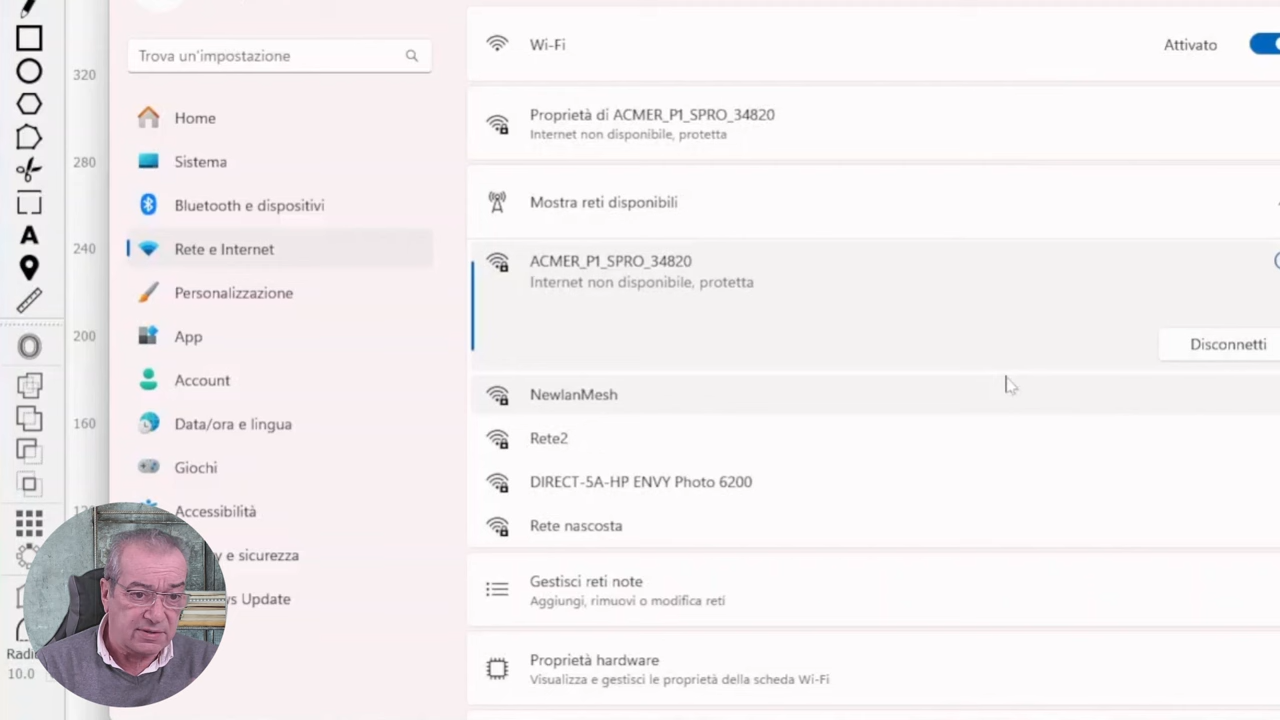 320
280
240
200
160
Radi
10.0
Trova un'impostazione
Home
Sistema
Bluetooth e dispositivi
Rete e Internet
Personalizzazione
App
Account
Data/ora e lingua
Giochi
Accessibilità
y e sicurezza
ws Update
Wi-Fi
Attivato
Proprietà di ACMER_P1_SPRO_34820
Internet non disponibile, protetta
Mostra reti disponibili
ACMER_P1_SPRO_34820
Internet non disponibile, protetta
Disconnetti
NewlanMesh
Rete2
DIRECT-5A-HP ENVY Photo 6200
Rete nascosta
Gestisci reti note
Aggiungi, rimuovi o modifica reti
Proprietà hardware
Visualizza e gestisci le proprietà della scheda Wi-Fi